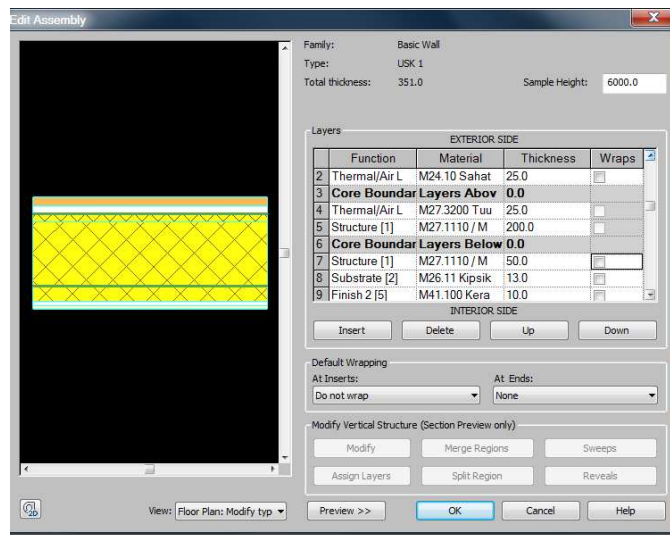 Edit Assembly
X
Family: Basic Wall
Type: USK 1
Total thickness: 351.0 Sample Height: 6000.0
Layers
EXTERIOR SIDE
Function Material Thickness Wraps
2 Thermal/Air L M24.10 Sahat 25.0
3 Core Boundar Layers Abov 0.0
4 Thermal/Air L M27.3200 Tuu 25.0
5 Structure [1] M27.1110 / M 200.0
6 Core Boundar Layers Below 0.0
7 Structure [1] M27.1110 / M 50.0
8 Substrate [2] M26.11 Kipsik 13.0
9 Finish 2 [5] M41.100 Kera 10.0
INTERIOR SIDE
Insert Delete Up Down
Default Wrapping
At Inserts: At Ends:
Do not wrap None
Modify Vertical Structure (Section Preview only)
Modify Merge Regions Sweeps
Assign Layers Split Region Reveals
2D View: Floor Plan: Modify typ Preview >> OK Cancel Help